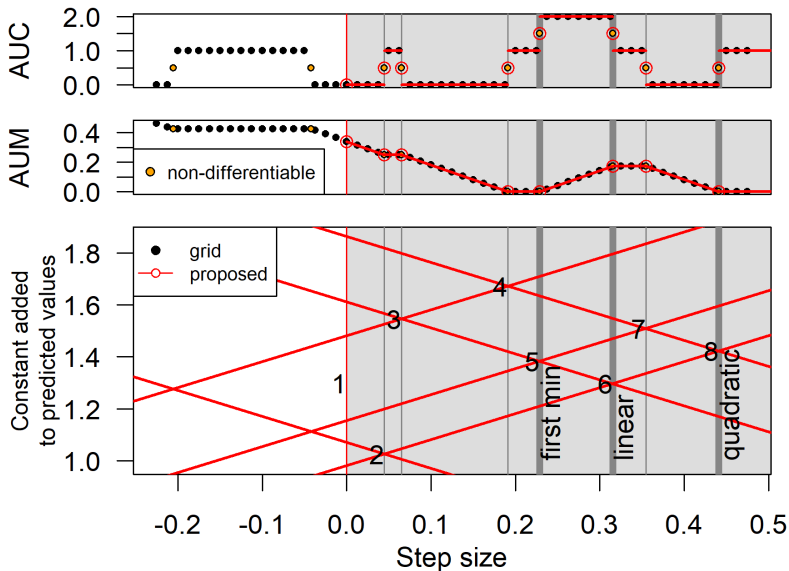 AUC
2.0
1.0
0.0
AUM
0.4
0.2
0.0
non-differentiable
Constant added
to predicted values
1.8
1.6
1.4
1.2
1.0
grid
proposed
1
2
3
4
5
6
7
8
first min
linear
quadratic
-0.2 -0.1 0.0 0.1 0.2 0.3 0.4 0.5
Step size